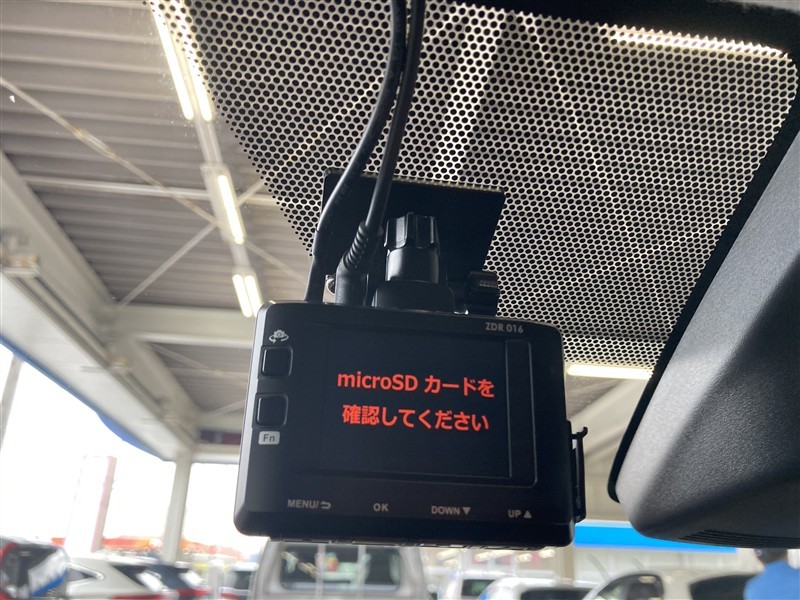 ZDR 016
microSD カードを
確認してください
Fn
MENU/
OK
DOWN ▼
UP ▲